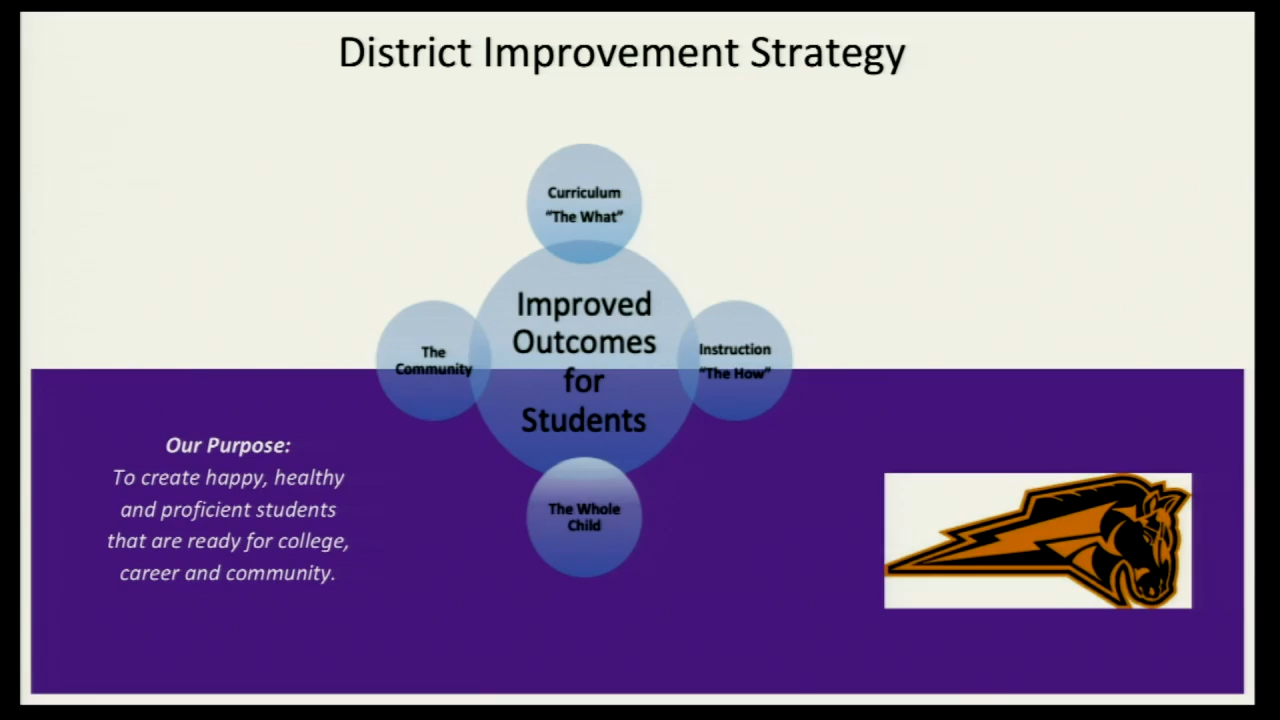 District Improvement Strategy
Curriculum
“The What”
Improved
Outcomes
for
Students
The
Community
Instruction
“The How”
The Whole
Child
Our Purpose:
To create happy, healthy
and proficient students
that are ready for college,
career and community.